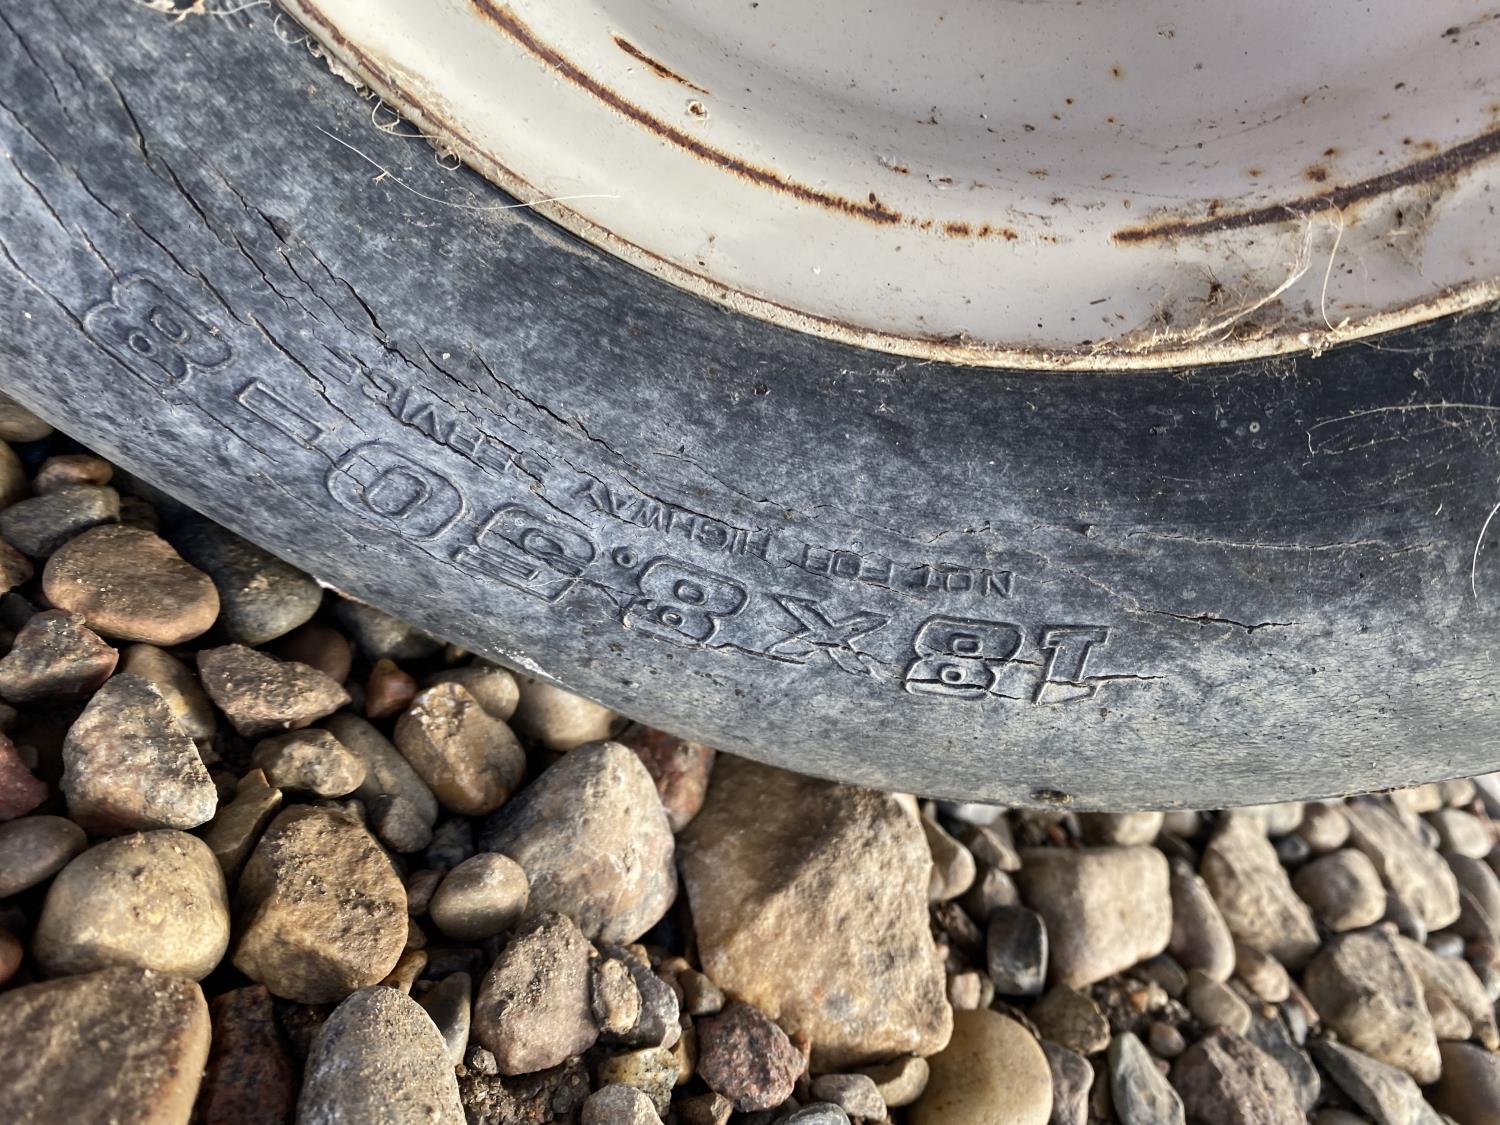 18X8.50-8
NOT FOR HIGHWAY SERVICE